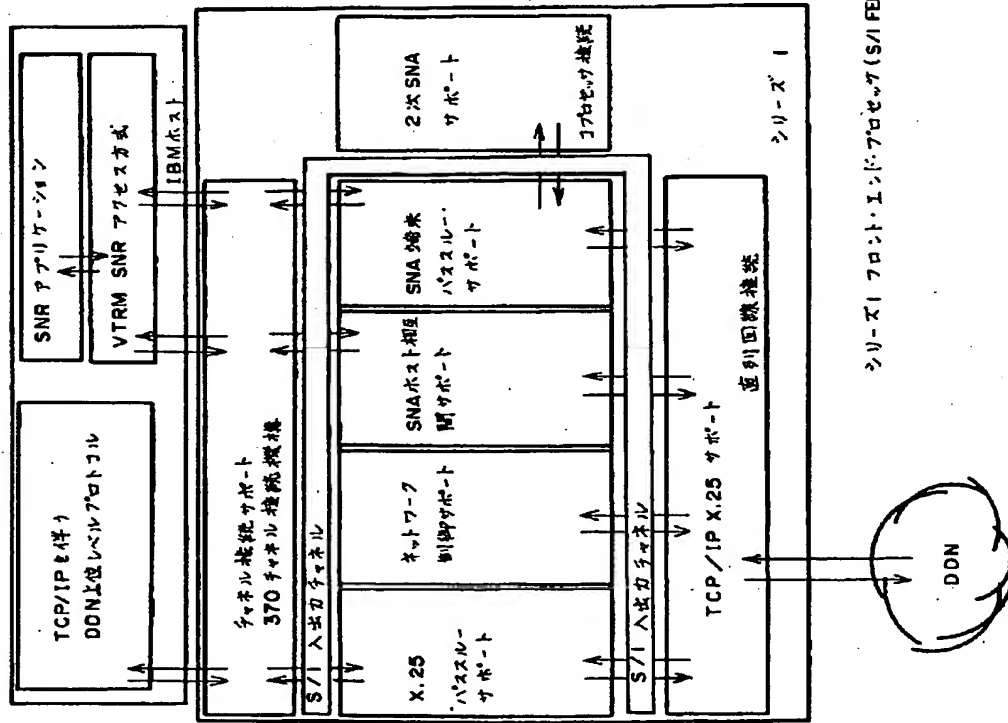 TCP/IPを伴う
DDN上位レベルプロトコル
SNR アプリケーション
VTRM SNR アクセス方式
IBMホスト
チャネル接続サポート
370チャネル接続機構
S/1 入出力チャネル
X.25
パススルー
サポート
ネットワーク
制御サポート
SNAホスト相互
間サポート
SNA端末
パススルー・
サポート
2次SNA
サポート
コプロセッサ接続
S/1 入出力チャネル
TCP/IP X.25 サポート
直列回線接続
シリーズ 1
DDN
シリーズ1 フロント・エンド・プロセッサ(S/1 FE